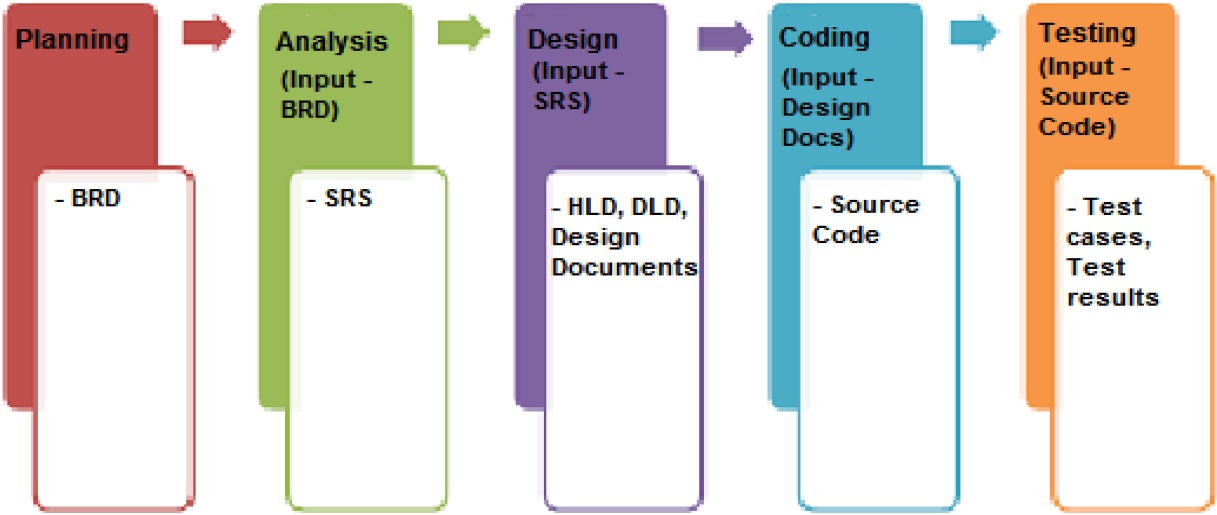 Planning
- BRD
Analysis
(Input -
BRD)
- SRS
Design
(Input -
SRS)
- HLD, DLD,
Design
Documents
Coding
(Input -
Design
Docs)
- Source
Code
Testing
(Input -
Source
Code)
- Test
cases,
Test
results